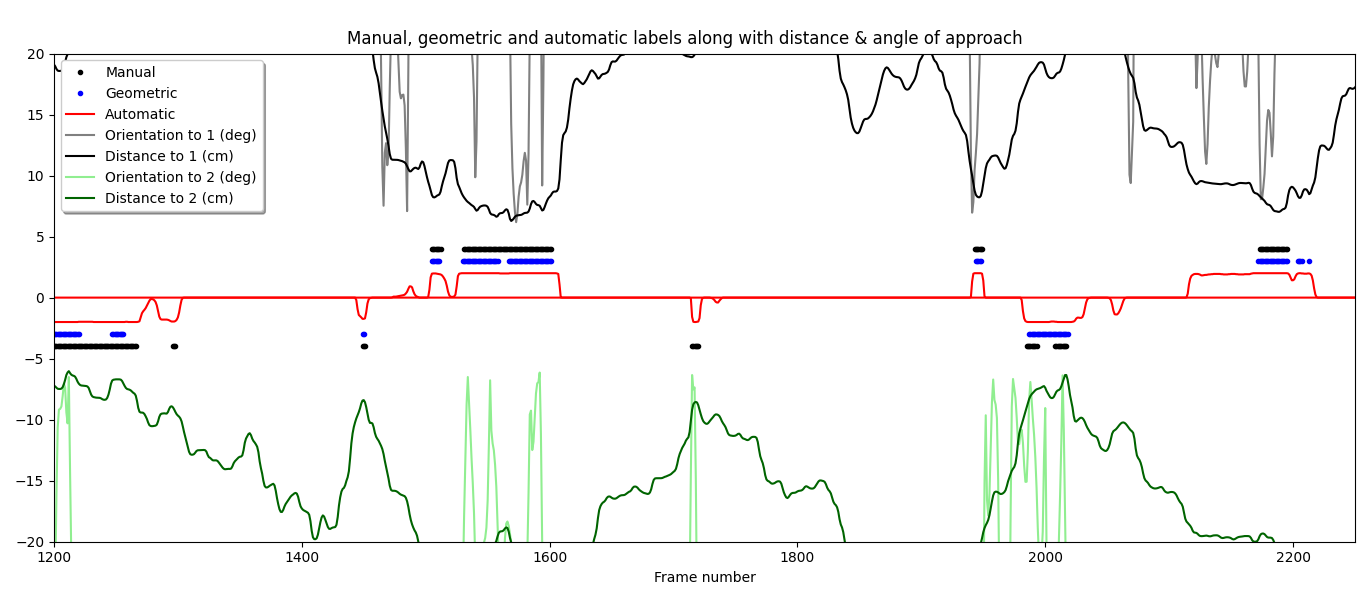 Manual, geometric and automatic labels along with distance & angle of approach
20
15
10
5
0
−5
−10
−15
−20
Manual
Geometric
Automatic
Orientation to 1 (deg)
Distance to 1 (cm)
Orientation to 2 (deg)
Distance to 2 (cm)
1200
1400
1600
1800
2000
2200
Frame number